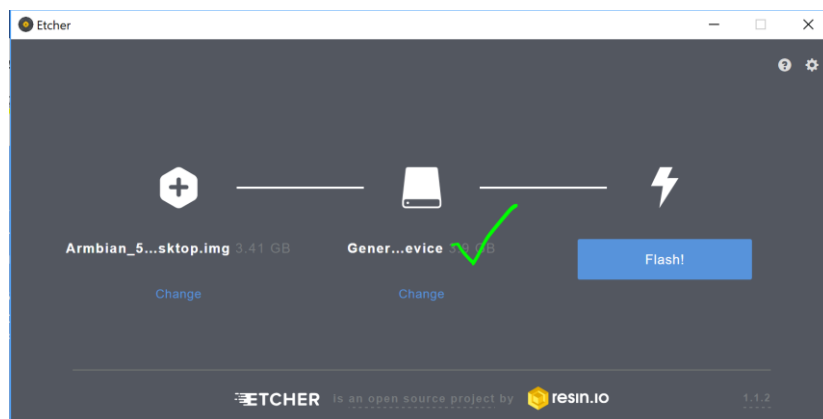 Etcher
Armbian_5...sktop.img 3.41 GB
Gener...evice GB
Flash!
Change
Change
ETCHER is an open source project by resin.io
1.1.2